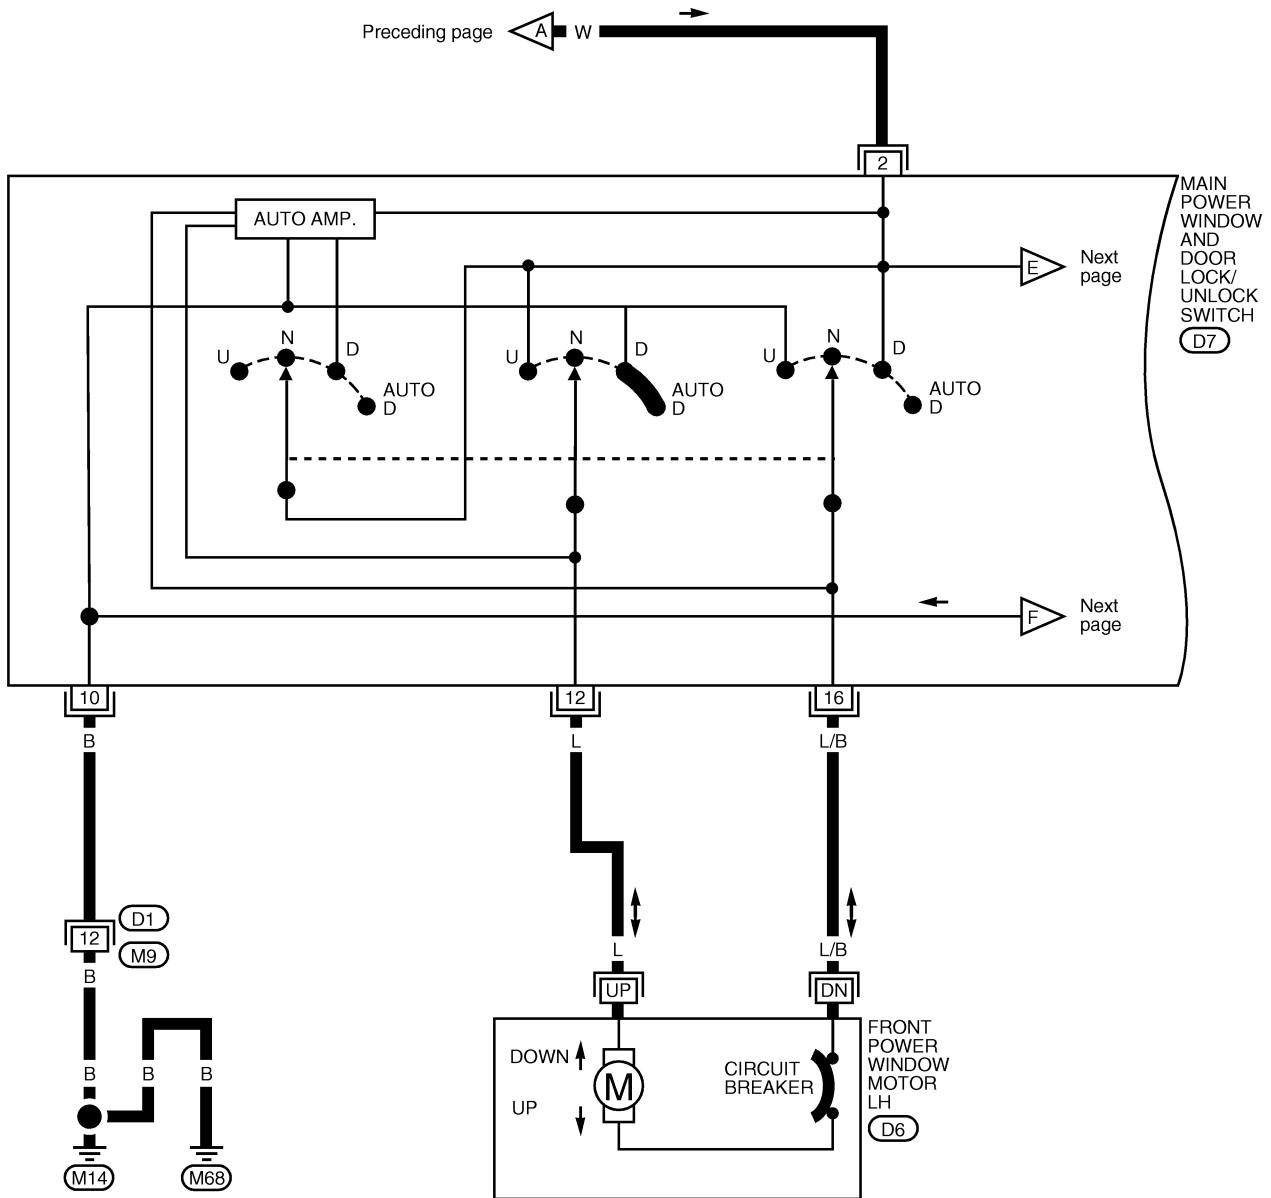 Preceding page
A
W
2
MAIN
POWER
WINDOW
AND
DOOR
LOCK/
UNLOCK
SWITCH
D7
AUTO AMP.
E
Next
page
U
N
D
AUTO
D
U
N
D
AUTO
D
U
N
D
AUTO
D
F
Next
page
10
12
16
B
L
L/B
D1
12
M9
B
L
L/B
UP
DN
FRONT
POWER
WINDOW
MOTOR
LH
D6
DOWN
UP
M
CIRCUIT
BREAKER
B
B
B
M14
M68